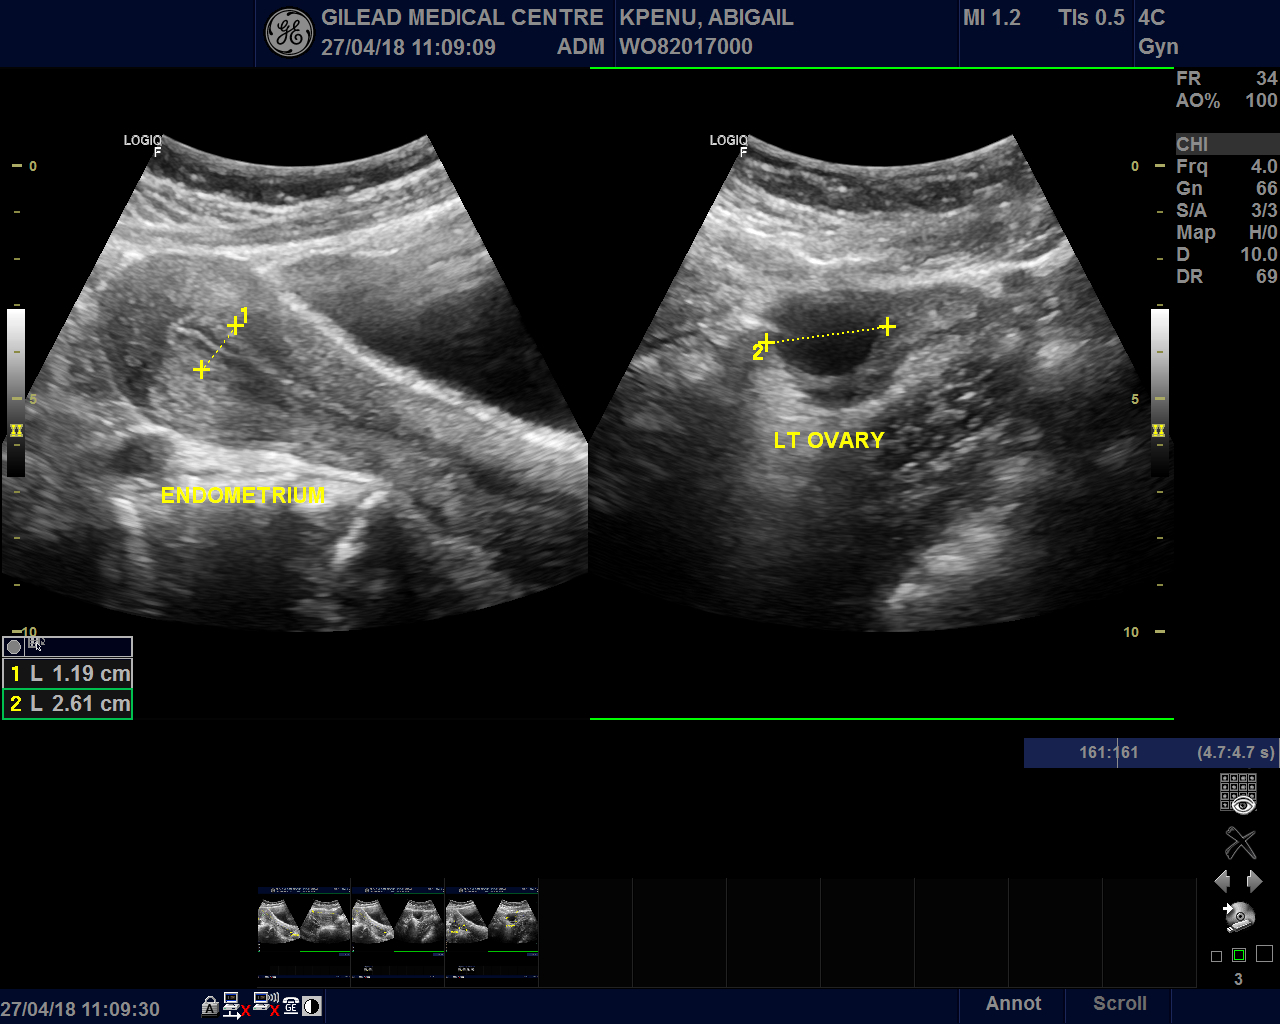 GILEAD MEDICAL CENTRE
27/04/18 11:09:09 ADM
KPENU, ABIGAIL
WO82017000
MI 1.2 TIs 0.5
4C
Gyn
FR 34
AO% 100
CHI
Frq 4.0
Gn 66
S/A 3/3
Map H/0
D 10.0
DR 69
LOGIQ
F
0
5
10
1
ENDOMETRIUM
LOGIQ
F
0
5
10
2
LT OVARY
1 L 1.19 cm
2 L 2.61 cm
161:161 (4.7:4.7 s)
3
27/04/18 11:09:30
GE
Annot
Scroll